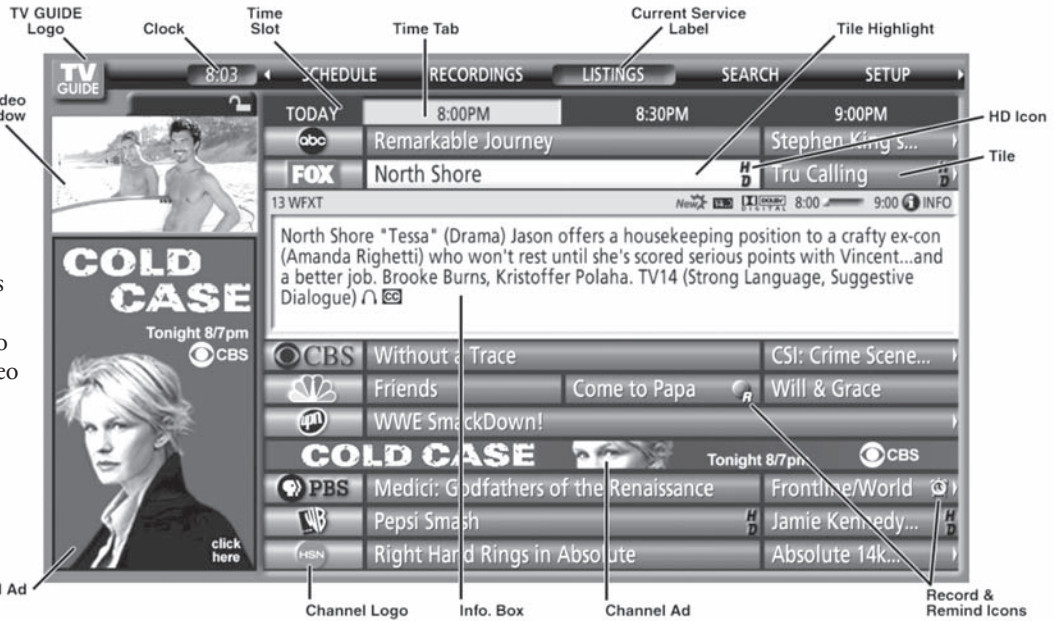 TV GUIDE
Logo
Clock
Time
Slot
Time Tab
Current Service
Label
Tile Highlight
TV
GUIDE
8:03
SCHEDULE RECORDINGS LISTINGS SEARCH SETUP
TODAY 8:00PM 8:30PM 9:00PM
HD Icon
abc Remarkable Journey Stephen King's...
Tile
FOX North Shore HD Tru Calling HD
13 WFXT New DOLBY DIGITAL 8:00 9:00 i INFO
North Shore "Tessa" (Drama) Jason offers a housekeeping position to a crafty ex-con
(Amanda Righetti) who won't rest until she's scored serious points with Vincent...and
a better job. Brooke Burns, Kristoffer Polaha. TV14 (Strong Language, Suggestive
Dialogue) CC
COLD
CASE
Tonight 8/7pm
CBS
click
here
CBS Without a Trace CSI: Crime Scene...
Friends Come to Papa R Will & Grace
upn WWE SmackDown!
COLD CASE Tonight 8/7pm CBS
PBS Medici: Godfathers of the Renaissance Frontline/World
WB Pepsi Smash HD Jamie Kennedy... HD
HSN Right Hand Rings in Absolute Absolute 14k...
Ad
Channel Logo
Info. Box
Channel Ad
Record &
Remind Icons